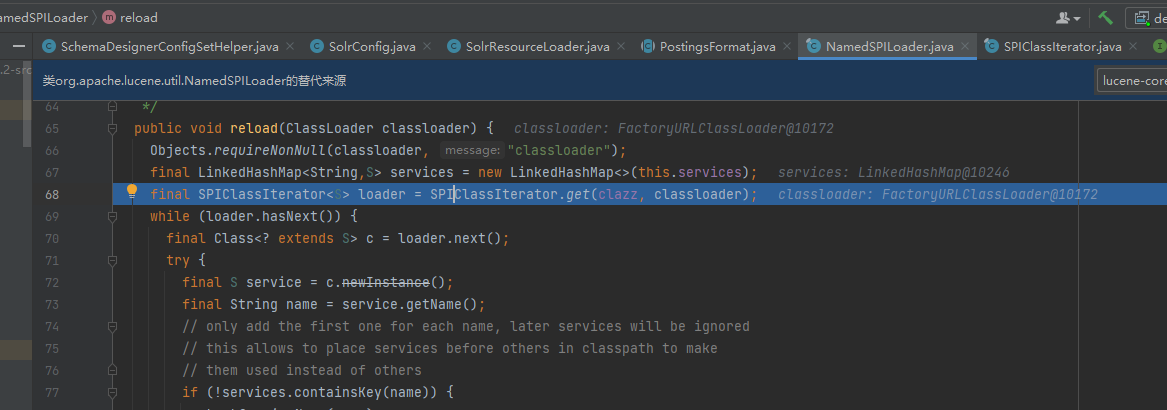 amedSPILoader reload de
SchemaDesignerConfigSetHelper.java SolrConfig.java SolrResourceLoader.java PostingsFormat.java NamedSPILoader.java SPIClassIterator.java
.2-src
类org.apache.lucene.util.NamedSPILoader的替代来源 lucene-core
64 */
65 public void reload(ClassLoader classloader) { classloader: FactoryURLClassLoader@10172
66 Objects.requireNonNull(classloader, message: "classloader");
67 final LinkedHashMap<String,S> services = new LinkedHashMap<>(this.services); services: LinkedHashMap@10246
68 final SPIClassIterator<S> loader = SPIClassIterator.get(clazz, classloader); classloader: FactoryURLClassLoader@10172
69 while (loader.hasNext()) {
70 final Class<? extends S> c = loader.next();
71 try {
72 final S service = c.newInstance();
73 final String name = service.getName();
74 // only add the first one for each name, later services will be ignored
75 // this allows to place services before others in classpath to make
76 // them used instead of others
77 if (!services.containsKey(name)) {